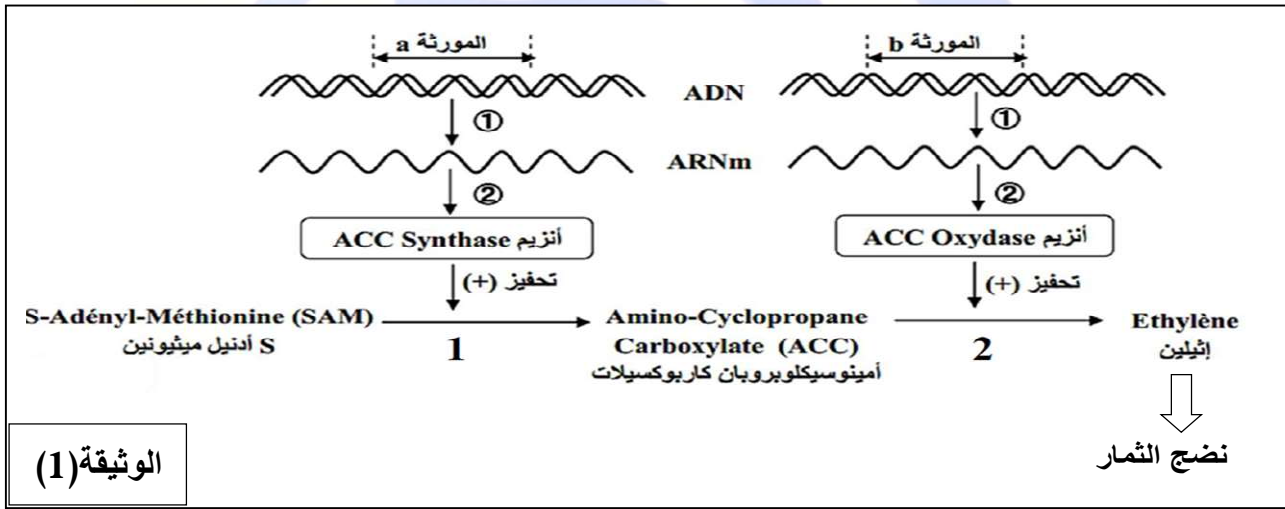 المورثة a
المورثة b
ADN
①
①
ARNm
②
②
أنزيم ACC Synthase
أنزيم ACC Oxydase
تحفيز (+)
تحفيز (+)
S-Adényl-Méthionine (SAM)
S أدنيل ميثيونين
1
Amino-Cyclopropane
Carboxylate (ACC)
أمينوسيكلوبروبان كاربوكسيلات
2
Ethylène
إثيلين
نضج الثمار
الوثيقة(1)